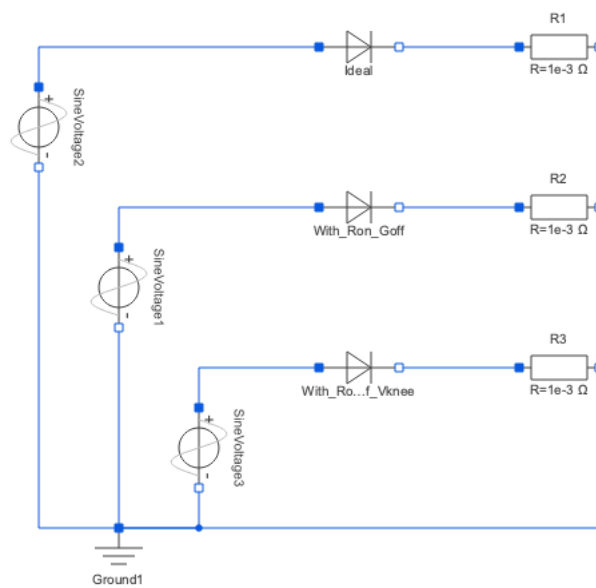 R1
Ideal
R=1e-3 Ω
+
SineVoltage2
-
R2
With_Ron_Goff
R=1e-3 Ω
+
SineVoltage1
-
R3
With_Ro...f_Vknee
R=1e-3 Ω
+
SineVoltage3
-
Ground1